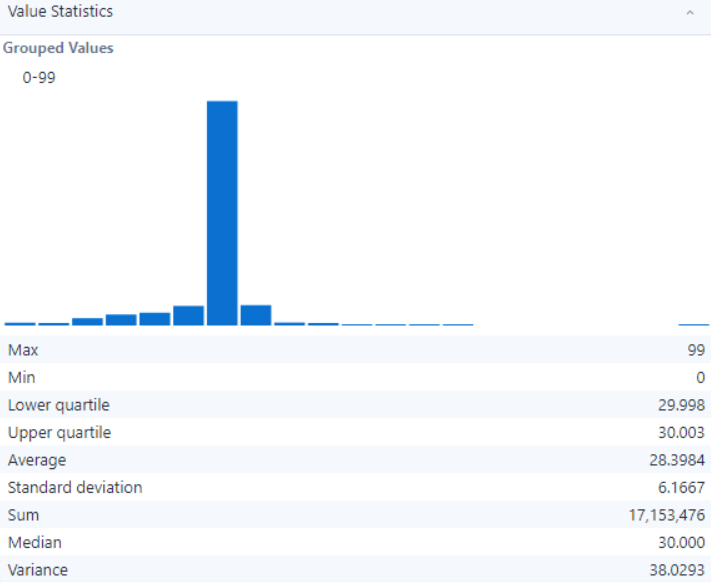 Value Statistics
Grouped Values
0-99
Max 99
Min 0
Lower quartile 29.998
Upper quartile 30.003
Average 28.3984
Standard deviation 6.1667
Sum 17,153,476
Median 30.000
Variance 38.0293